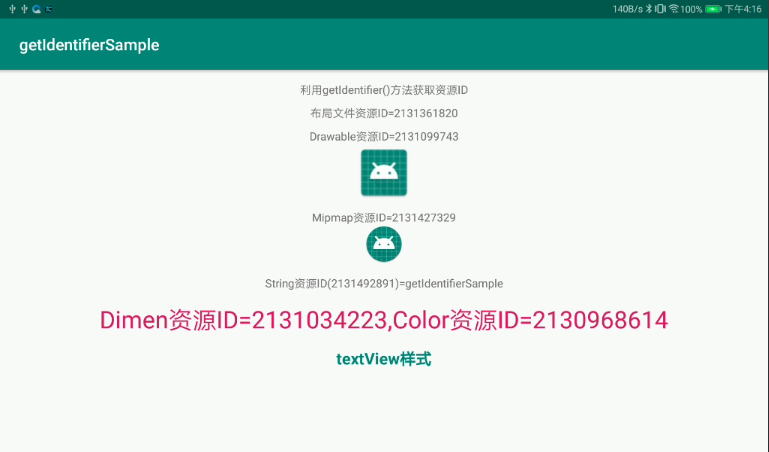 140B/s 100% 下午4:16
getIdentifierSample
利用getIdentifier()方法获取资源ID
布局文件资源ID=2131361820
Drawable资源ID=2131099743
Mipmap资源ID=2131427329
String资源ID(2131492891)=getIdentifierSample
Dimen资源ID=2131034223,Color资源ID=2130968614
textView样式